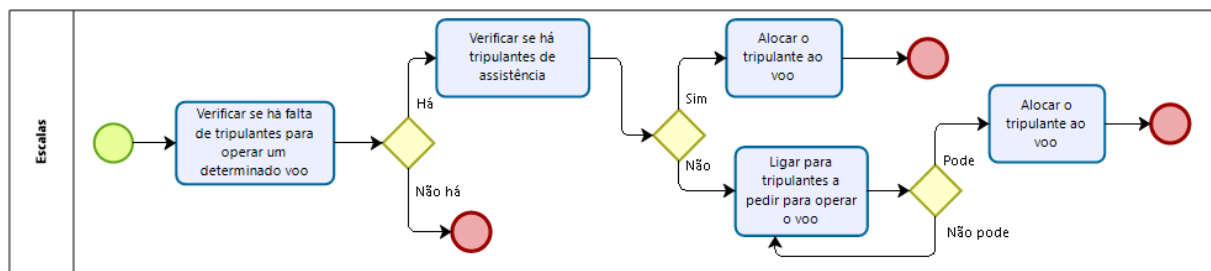 Escalas
Verificar se há falta
de tripulantes para
operar um
determinado voo
Há
Não há
Verificar se há
tripulantes de
assistência
Sim
Não
Alocar o
tripulante ao
voo
Ligar para
tripulantes a
pedir para operar
o voo
Pode
Não pode
Alocar o
tripulante ao
voo